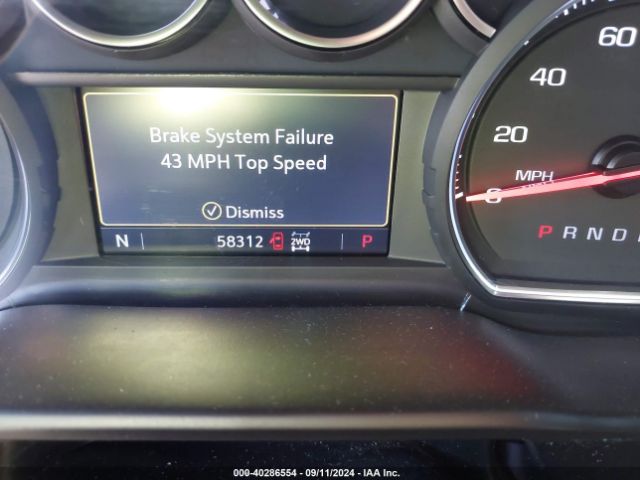 60
40
20
MPH
0
Brake System Failure
43 MPH Top Speed
Dismiss
N 58312 2WD P
P R N D
000-40286554 - 09/11/2024 - IAA Inc.